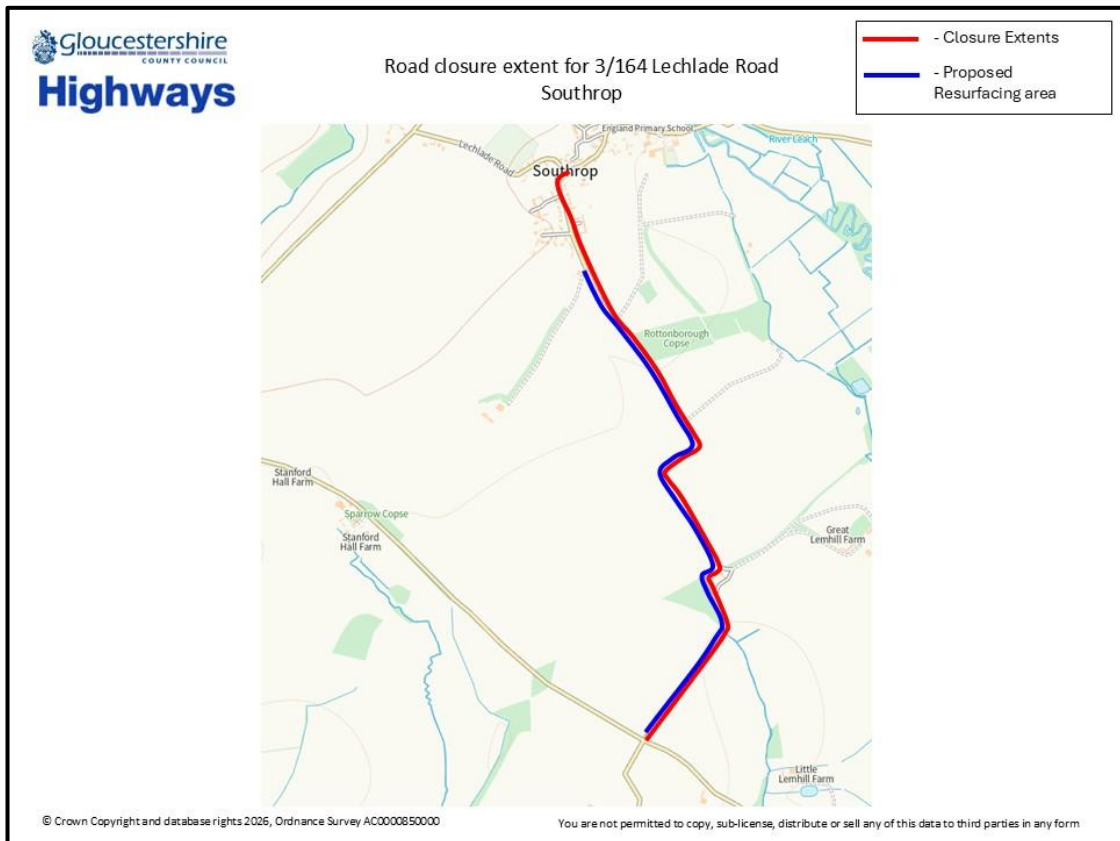 Gloucestershire
COUNTY COUNCIL
Highways
Road closure extent for 3/164 Lechlade Road
Southrop
- Closure Extents
- Proposed
Resurfacing area
England Primary School
River Leach
Lechlade Road
Southrop
Rottonborough
Copse
Stanford
Hall Farm
Sparrow Copse
Stanford
Hall Farm
Great
Lemhill Farm
Little
Lemhill Farm
© Crown Copyright and database rights 2026, Ordnance Survey AC0000850000
You are not permitted to copy, sub-license, distribute or sell any of this data to third parties in any form